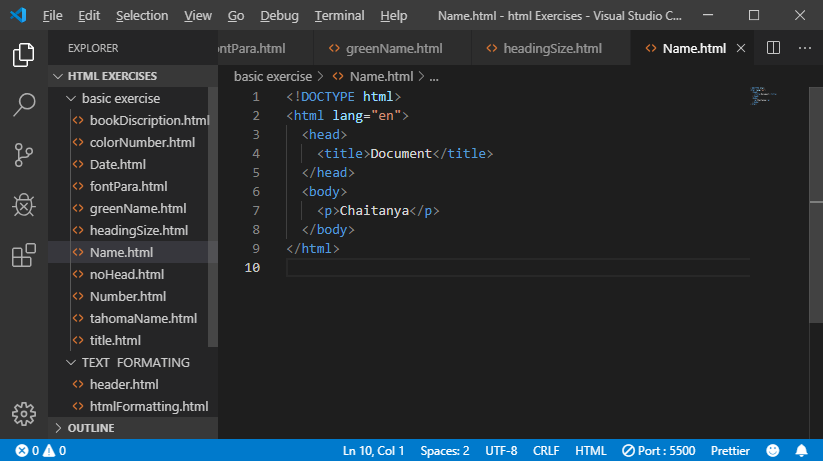 File Edit Selection View Go Debug Terminal Help Name.html - html Exercises - Visual Studio C...
EXPLORER
ontPara.html greenName.html headingSize.html Name.html
HTML EXERCISES
basic exercise
bookDiscription.html
colorNumber.html
Date.html
fontPara.html
greenName.html
headingSize.html
Name.html
noHead.html
Number.html
tahomaName.html
title.html
TEXT FORMATING
header.html
htmlFormatting.html
OUTLINE
basic exercise > Name.html > ...
1 <!DOCTYPE html>
2 <html lang="en">
3 <head>
4 <title>Document</title>
5 </head>
6 <body>
7 <p>Chaitanya</p>
8 </body>
9 </html>
10
0 0 Ln 10, Col 1 Spaces: 2 UTF-8 CRLF HTML Port : 5500 Prettier